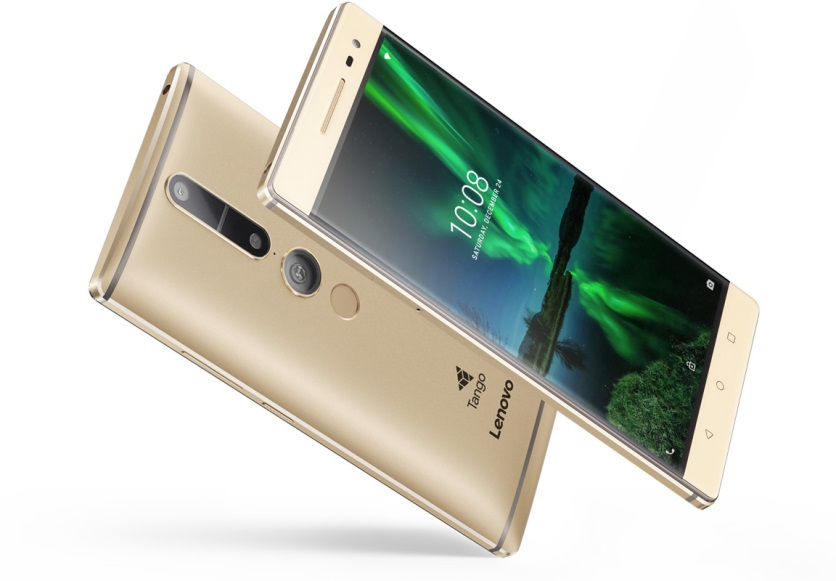 10:08
SATURDAY, DECEMBER 24
Tango
Lenovo